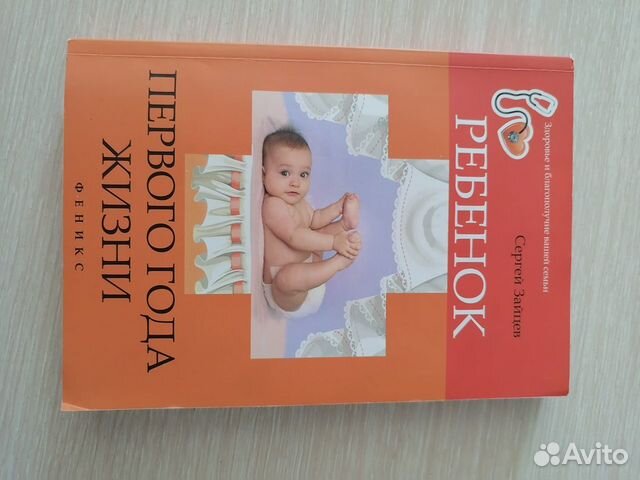 Здоровье и благополучие вашей семьи
Сергей Зайцев
РЕБЕНОК
ПЕРВОГО ГОДА
ЖИЗНИ
ФЕНИКС
Avito